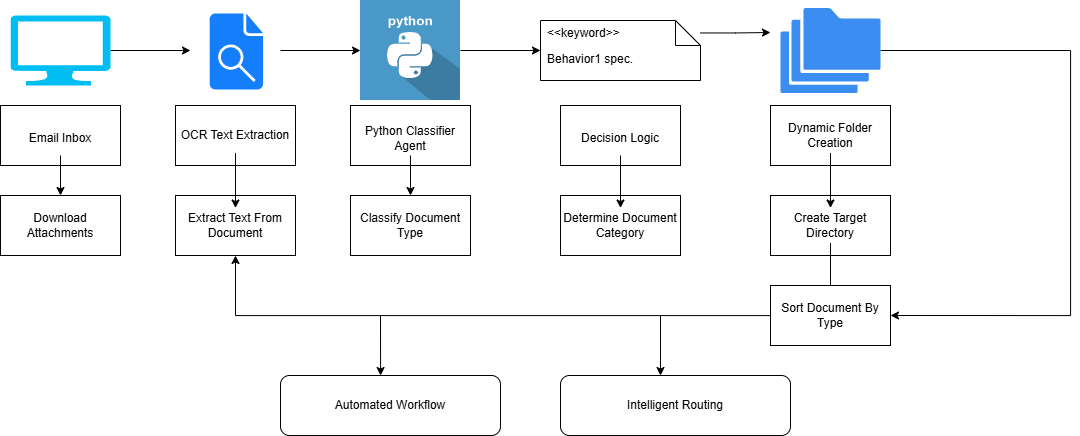 python
<<keyword>>
Behavior1 spec.
Email Inbox
OCR Text Extraction
Python Classifier
Agent
Decision Logic
Dynamic Folder
Creation
Download
Attachments
Extract Text From
Document
Classify Document
Type
Determine Document
Category
Create Target
Directory
Sort Document By
Type
Automated Workflow
Intelligent Routing